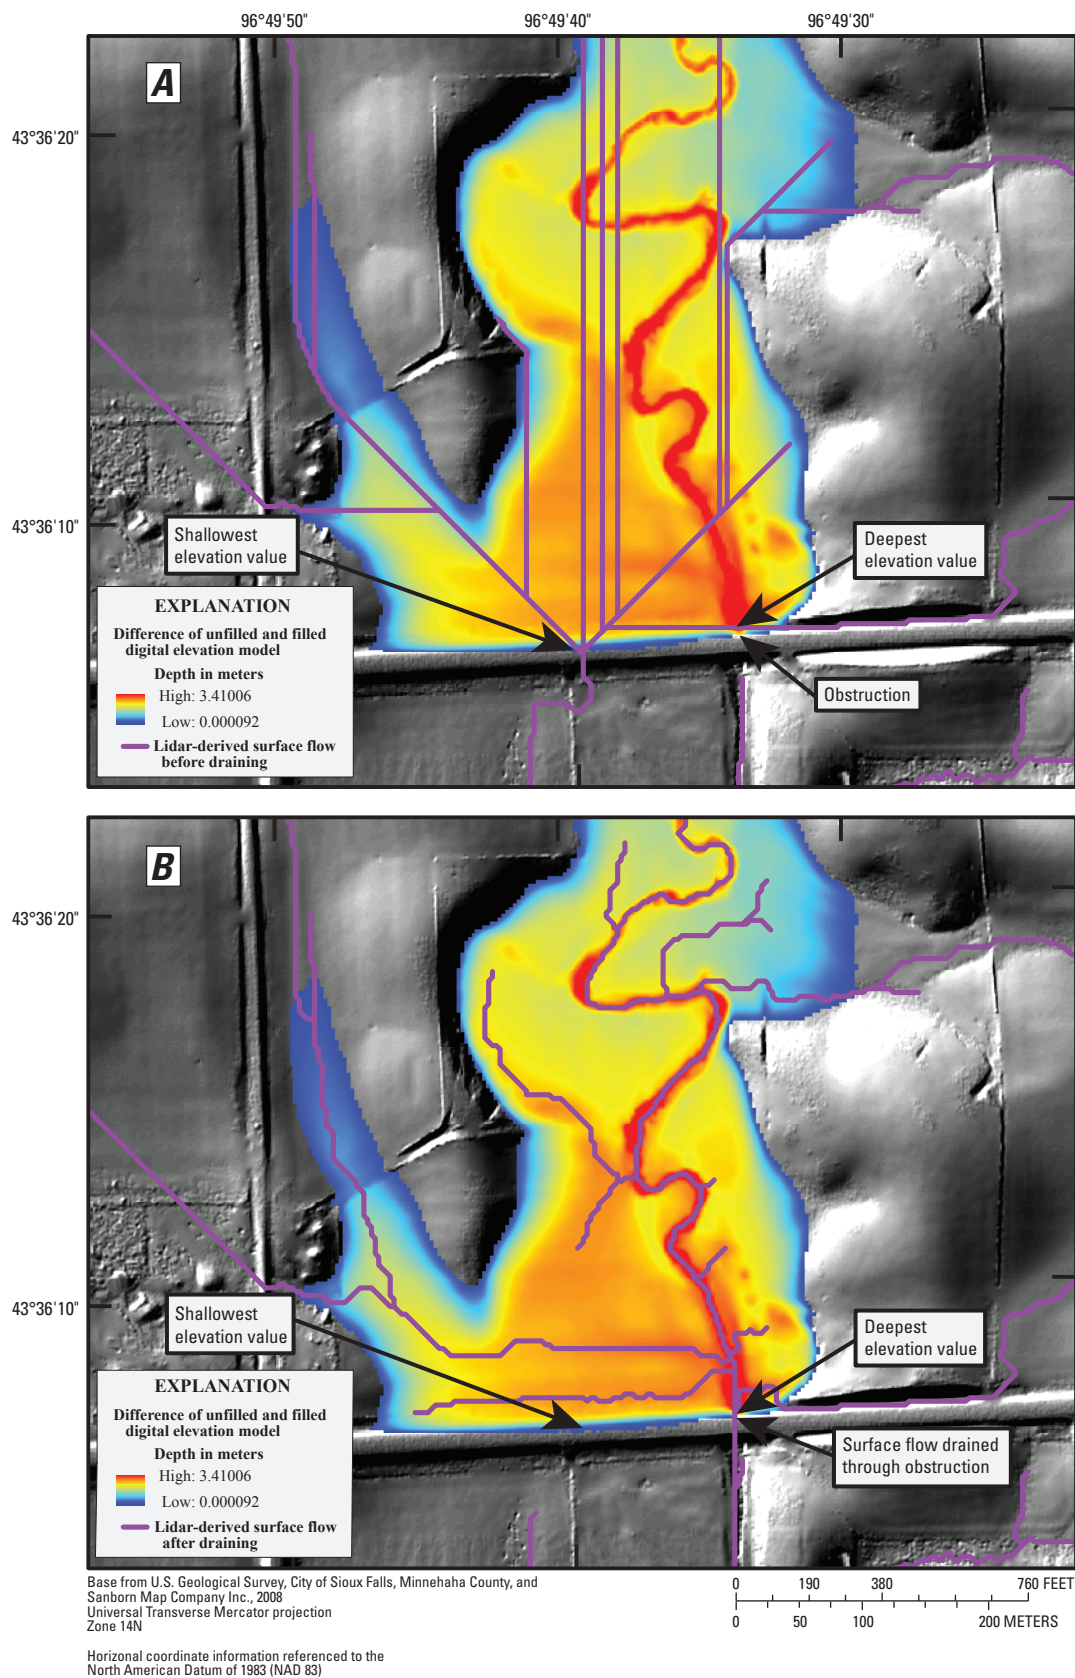 96°49'50" 96°49'40" 96°49'30"
A
43°36'20"
43°36'10"
Shallowest
elevation value
Deepest
elevation value
Obstruction
EXPLANATION
Difference of unfilled and filled
digital elevation model
Depth in meters
High: 3.41006
Low: 0.000092
Lidar-derived surface flow
before draining
B
43°36'20"
43°36'10"
Shallowest
elevation value
Deepest
elevation value
Surface flow drained
through obstruction
EXPLANATION
Difference of unfilled and filled
digital elevation model
Depth in meters
High: 3.41006
Low: 0.000092
Lidar-derived surface flow
after draining
Base from U.S. Geological Survey, City of Sioux Falls, Minnehaha County, and
Sanborn Map Company Inc., 2008
Universal Transverse Mercator projection
Zone 14N
Horizonal coordinate information referenced to the
North American Datum of 1983 (NAD 83)
0 190 380 760 FEET
0 50 100 200 METERS